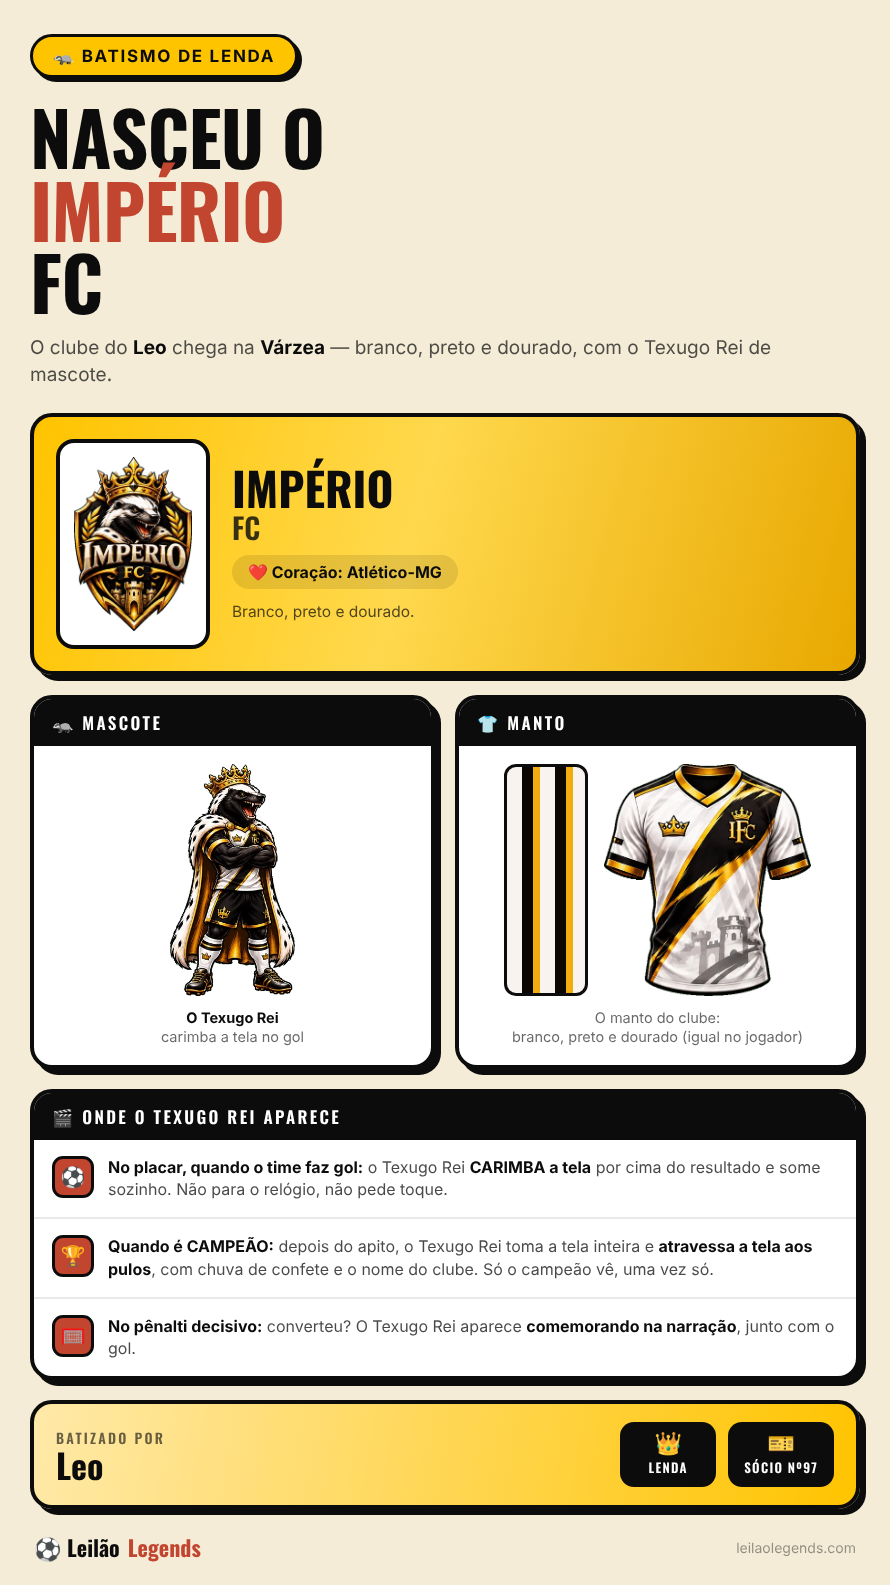 BATISMO DE LENDA
NASCEU O
IMPÉRIO
FC
O clube do Leo chega na Várzea — branco, preto e dourado, com o Texugo Rei de
mascote.
IMPÉRIO
FC
IMPÉRIO
FC
❤️ Coração: Atlético-MG
Branco, preto e dourado.
MASCOTE
O Texugo Rei
carimba a tela no gol
MANTO
IFC
O manto do clube:
branco, preto e dourado (igual no jogador)
ONDE O TEXUGO REI APARECE
No placar, quando o time faz gol: o Texugo Rei CARIMBA a tela por cima do resultado e some
sozinho. Não para o relógio, não pede toque.
Quando é CAMPEÃO: depois do apito, o Texugo Rei toma a tela inteira e atravessa a tela aos
pulos, com chuva de confete e o nome do clube. Só o campeão vê, uma vez só.
No pênalti decisivo: converteu? O Texugo Rei aparece comemorando na narração, junto com o
gol.
BATIZADO POR
Leo
LENDA
SÓCIO Nº97
Leilão Legends
leilaolegends.com